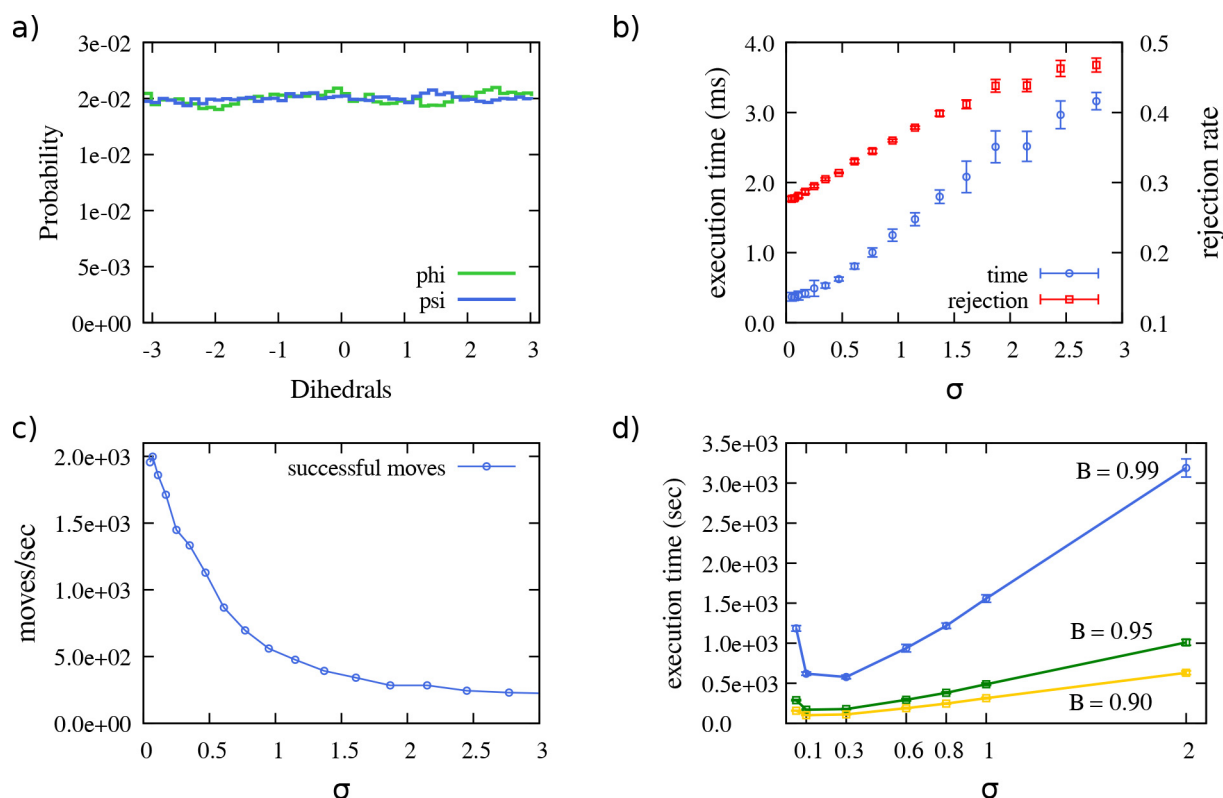 a)
3e-02
2e-02
2e-02
1e-02
1e-02
5e-03
0e+00
Probability
phi
psi
-3 -2 -1 0 1 2 3
Dihedrals
b)
4.0
3.0
2.0
1.0
0.0
execution time (ms)
0.5
0.4
0.3
0.2
0.1
rejection rate
time
rejection
0 0.5 1 1.5 2 2.5 3
σ
c)
2.0e+03
1.5e+03
1.0e+03
5.0e+02
0.0e+00
moves/sec
successful moves
0 0.5 1 1.5 2 2.5 3
σ
d)
3.5e+03
3.0e+03
2.5e+03
2.0e+03
1.5e+03
1.0e+03
0.5e+03
0.0
execution time (sec)
B = 0.99
B = 0.95
B = 0.90
0.1 0.3 0.6 0.8 1 2
σ